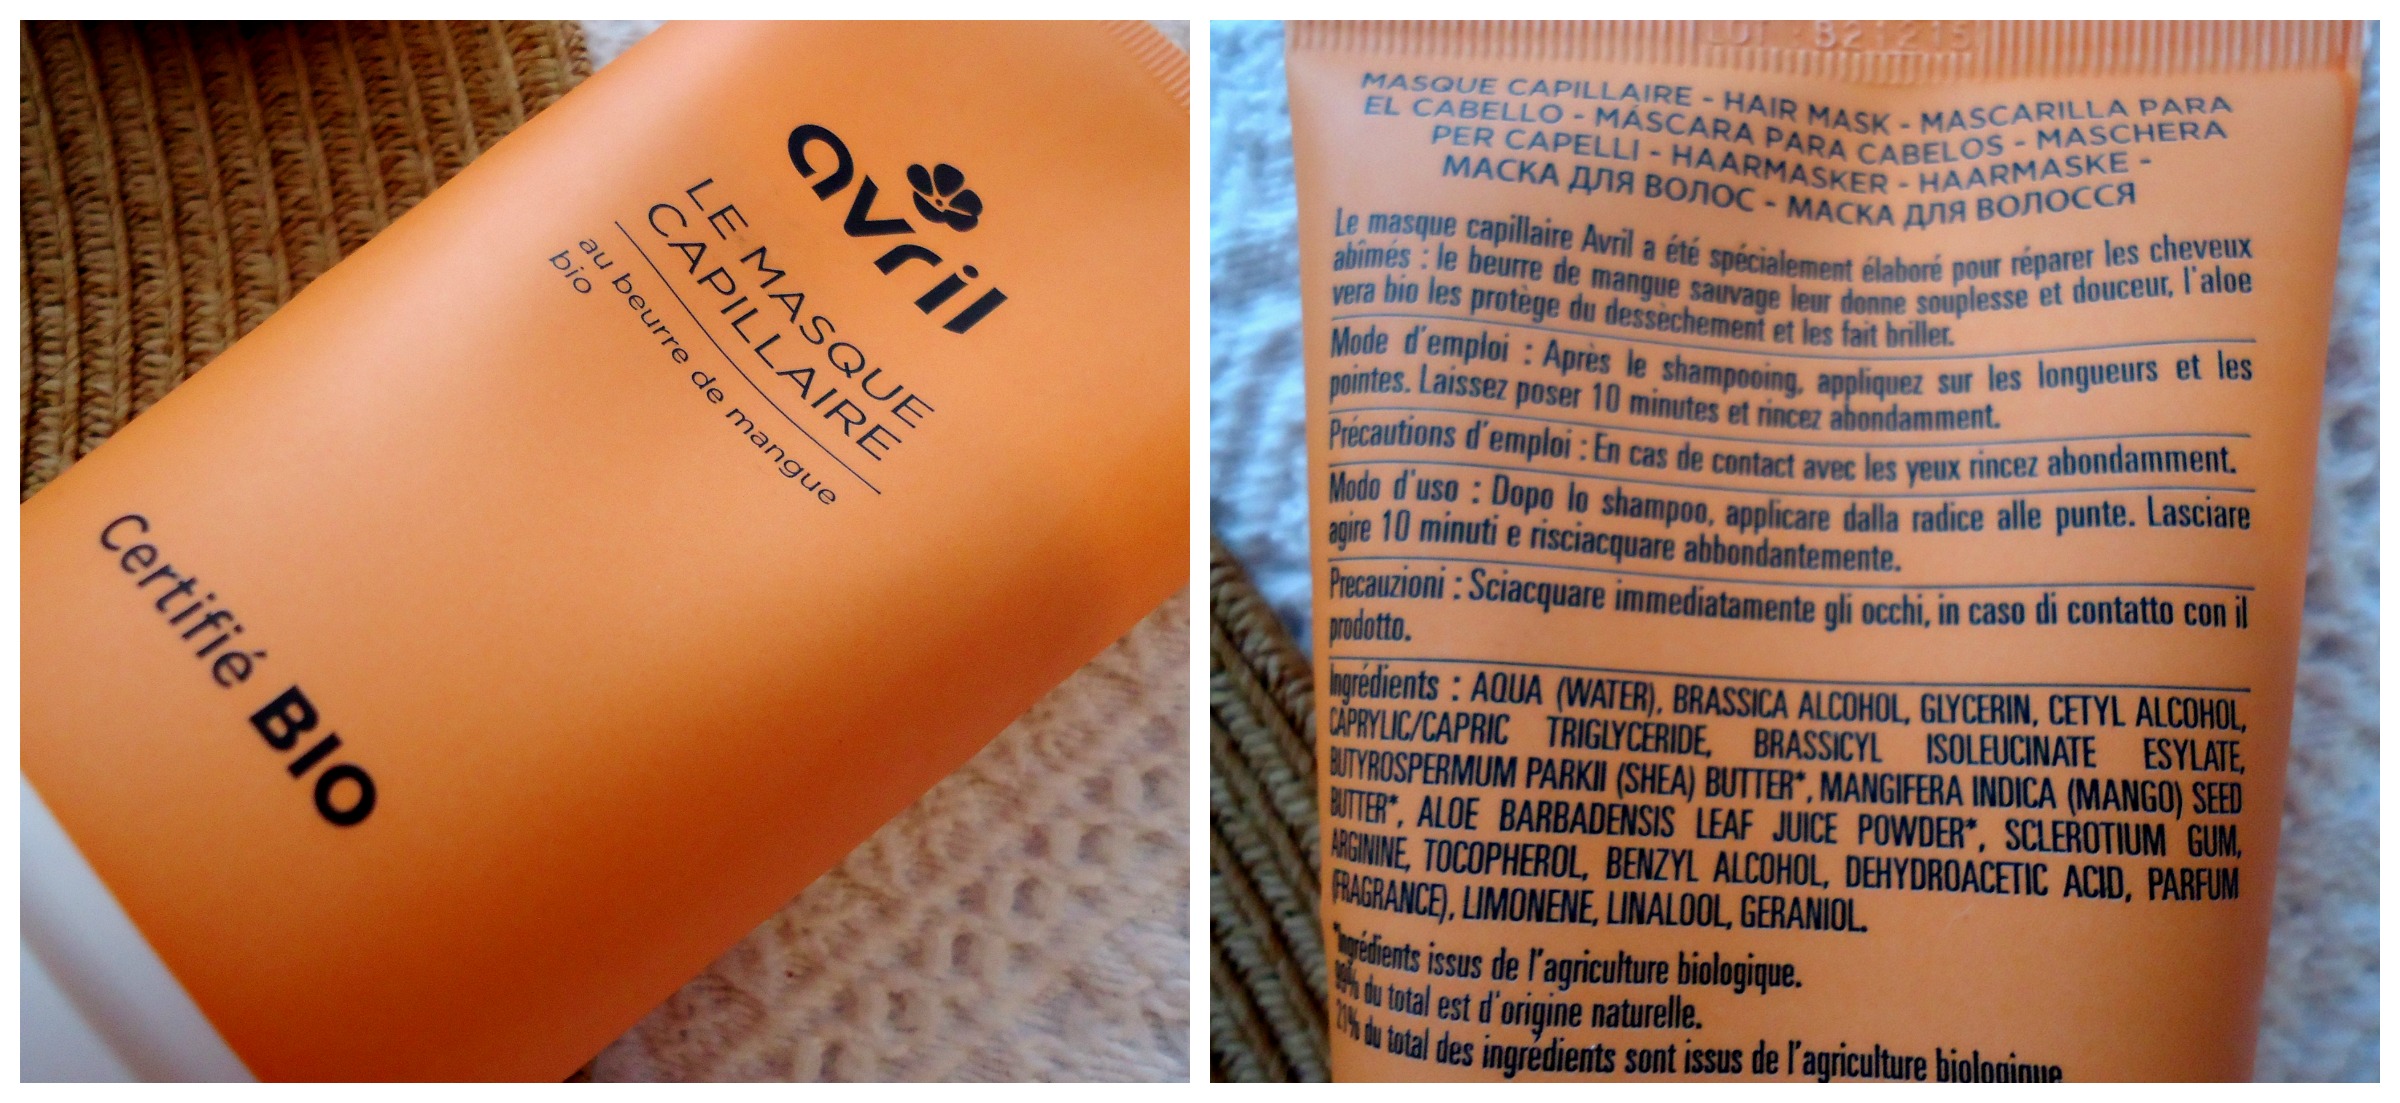 avril
LE MASQUE
CAPILLAIRE
au beurre de mangue
bio
Certifié BIO
LOT : B21215
MASQUE CAPILLAIRE - HAIR MASK - MASCARILLA PARA
EL CABELLO - MÁSCARA PARA CABELOS - MASCHERA
PER CAPELLI - HAARMASKER - HAARMASKE -
МАСКА ДЛЯ ВОЛОС - МАСКА ДЛЯ ВОЛОССЯ
Le masque capillaire Avril a été spécialement élaboré pour réparer les cheveux
abîmés : le beurre de mangue sauvage leur donne souplesse et douceur, l'aloe
vera bio les protège du dessèchement et les fait briller.
Mode d'emploi : Après le shampooing, appliquez sur les longueurs et les
pointes. Laissez poser 10 minutes et rincez abondamment.
Précautions d'emploi : En cas de contact avec les yeux rincez abondamment.
Modo d'uso : Dopo lo shampoo, applicare dalla radice alle punte. Lasciare
agire 10 minuti e risciacquare abbondantemente.
Precauzioni : Sciacquare immediatamente gli occhi, in caso di contatto con il
prodotto.
Ingrédients : AQUA (WATER), BRASSICA ALCOHOL, GLYCERIN, CETYL ALCOHOL,
CAPRYLIC/CAPRIC TRIGLYCERIDE, BRASSICYL ISOLEUCINATE ESYLATE,
BUTYROSPERMUM PARKII (SHEA) BUTTER*, MANGIFERA INDICA (MANGO) SEED
BUTTER*, ALOE BARBADENSIS LEAF JUICE POWDER*, SCLEROTIUM GUM,
ARGININE, TOCOPHEROL, BENZYL ALCOHOL, DEHYDROACETIC ACID, PARFUM
(FRAGRANCE), LIMONENE, LINALOOL, GERANIOL.
*Ingrédients issus de l'agriculture biologique.
99% du total est d'origine naturelle.
21% du total des ingrédients sont issus de l'agriculture biologique